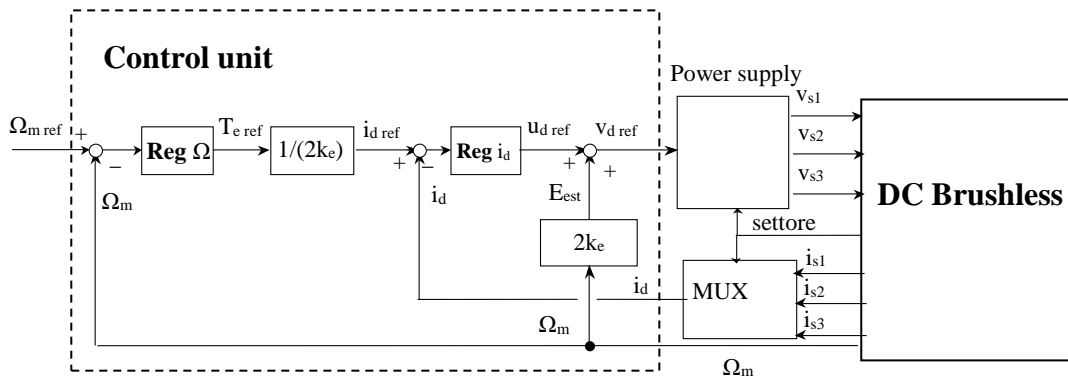 Control unit
Power supply
Ω_m ref
+
−
Reg Ω
T_e ref
1/(2k_e)
i_d ref
+
−
Reg i_d
u_d ref
+
+
v_d ref
v_s1
v_s2
v_s3
DC Brushless
Ω_m
i_d
E_est
2k_e
settore
MUX
i_s1
i_s2
i_s3
i_d
Ω_m
Ω_m